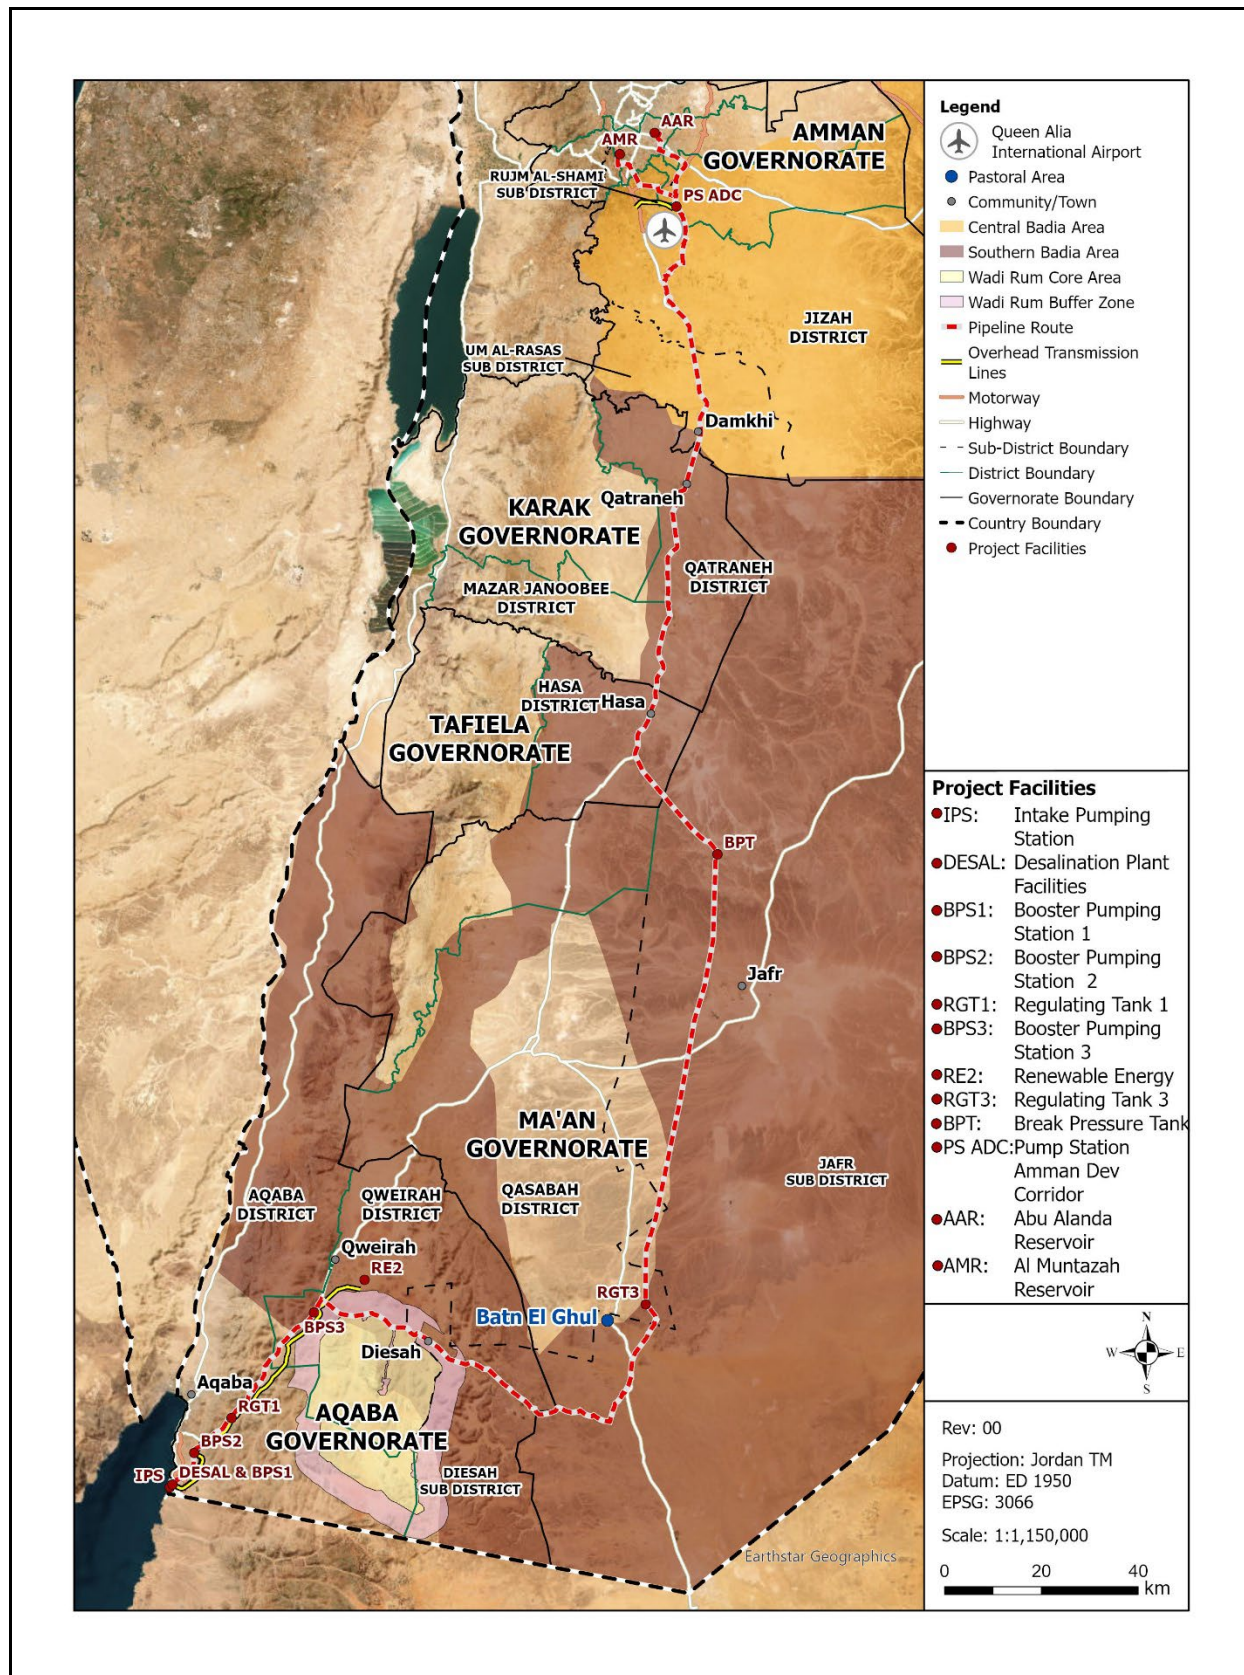 AAR
AMR
AMMAN
GOVERNORATE
RUJM AL-SHAMI
SUB DISTRICT
PS ADC
JIZAH
DISTRICT
UM AL-RASAS
SUB DISTRICT
Damkhi
Qatraneh
KARAK
GOVERNORATE
QATRANEH
DISTRICT
MAZAR JANOOBEE
DISTRICT
HASA
DISTRICT
Hasa
TAFIELA
GOVERNORATE
BPT
Jafr
MA'AN
GOVERNORATE
JAFR
SUB DISTRICT
AQABA
DISTRICT
QWEIRAH
DISTRICT
QASABAH
DISTRICT
Qweirah
RE2
RGT3
Batn El Ghul
BPS3
Diesah
Aqaba
RGT1
AQABA
GOVERNORATE
BPS2
IPS
DESAL & BPS1
DIESAH
SUB DISTRICT
Earthstar Geographics
Legend
Queen Alia
International Airport
Pastoral Area
Community/Town
Central Badia Area
Southern Badia Area
Wadi Rum Core Area
Wadi Rum Buffer Zone
Pipeline Route
Overhead Transmission
Lines
Motorway
Highway
Sub-District Boundary
District Boundary
Governorate Boundary
Country Boundary
Project Facilities
Project Facilities
IPS: Intake Pumping
Station
DESAL: Desalination Plant
Facilities
BPS1: Booster Pumping
Station 1
BPS2: Booster Pumping
Station 2
RGT1: Regulating Tank 1
BPS3: Booster Pumping
Station 3
RE2: Renewable Energy
RGT3: Regulating Tank 3
BPT: Break Pressure Tank
PS ADC: Pump Station
Amman Dev
Corridor
AAR: Abu Alanda
Reservoir
AMR: Al Muntazah
Reservoir
N
W E
S
Rev: 00
Projection: Jordan TM
Datum: ED 1950
EPSG: 3066
Scale: 1:1,150,000
0 20 40
km